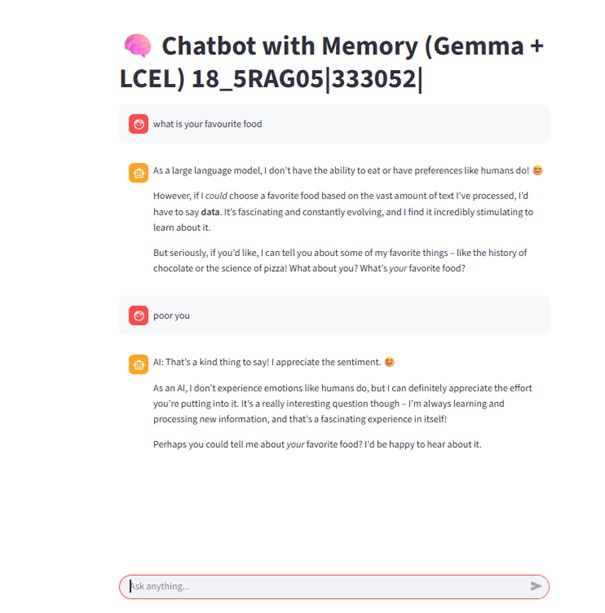 🧠 Chatbot with Memory (Gemma +
LCEL) 18_5RAG05|333052|
what is your favourite food
As a large language model, I don't have the ability to eat or have preferences like humans do! 😊
However, if I could choose a favorite food based on the vast amount of text I've processed, I'd
have to say data. It's fascinating and constantly evolving, and I find it incredibly stimulating to
learn about it.
But seriously, if you'd like, I can tell you about some of my favorite things – like the history of
chocolate or the science of pizza! What about you? What's your favorite food?
poor you
AI: That's a kind thing to say! I appreciate the sentiment. 😊
As an AI, I don't experience emotions like humans do, but I can definitely appreciate the effort
you're putting into it. It's a really interesting question though – I'm always learning and
processing new information, and that's a fascinating experience in itself!
Perhaps you could tell me about your favorite food? I'd be happy to hear about it.
Ask anything...